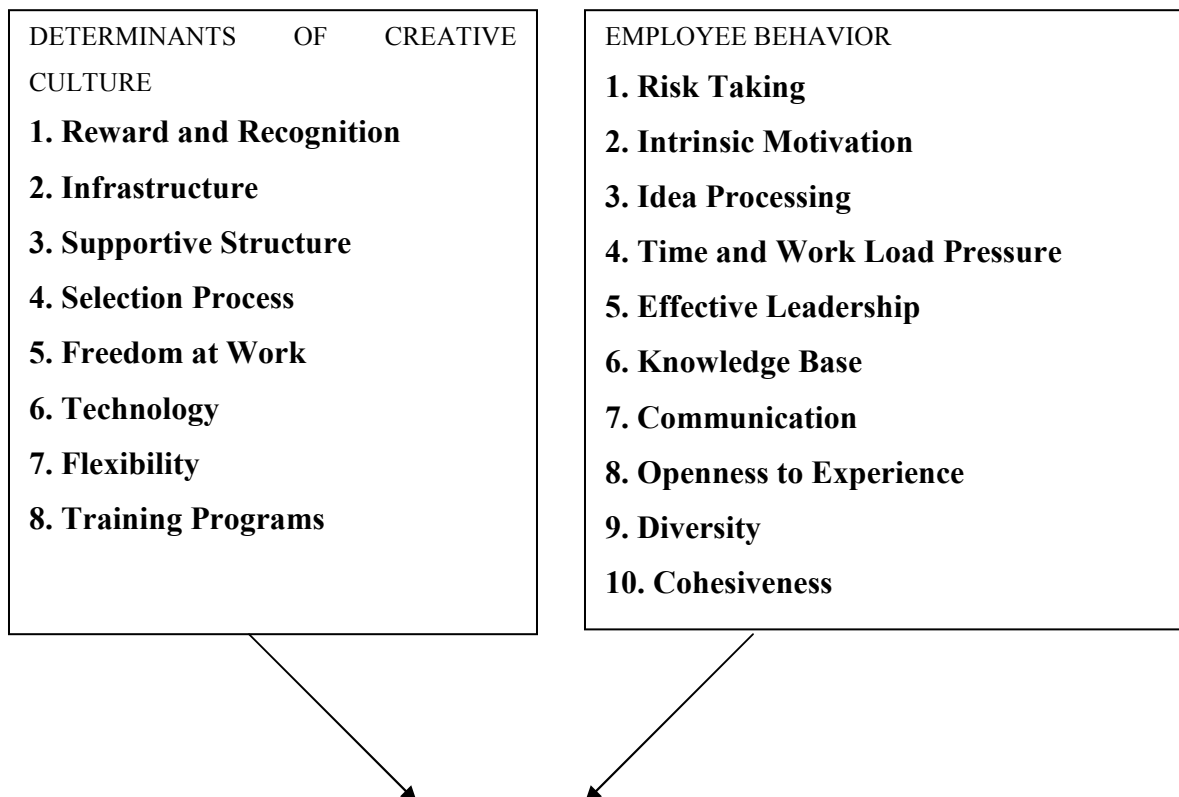 DETERMINANTS OF CREATIVE
CULTURE
1. Reward and Recognition
2. Infrastructure
3. Supportive Structure
4. Selection Process
5. Freedom at Work
6. Technology
7. Flexibility
8. Training Programs
EMPLOYEE BEHAVIOR
1. Risk Taking
2. Intrinsic Motivation
3. Idea Processing
4. Time and Work Load Pressure
5. Effective Leadership
6. Knowledge Base
7. Communication
8. Openness to Experience
9. Diversity
10. Cohesiveness